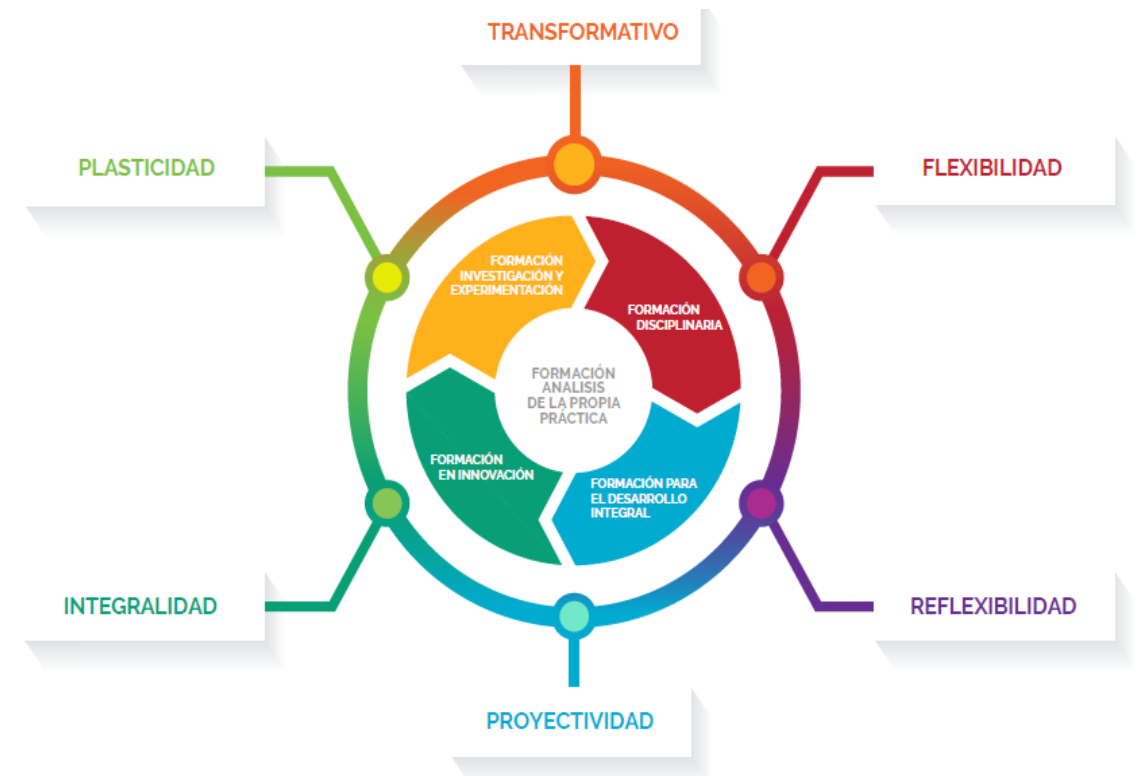 TRANSFORMATIVO
PLASTICIDAD
FLEXIBILIDAD
FORMACIÓN
INVESTIGACIÓN Y
EXPERIMENTACIÓN
FORMACIÓN
DISCIPLINARIA
FORMACIÓN
ANALISIS
DE LA PROPIA
PRÁCTICA
FORMACIÓN
EN INNOVACIÓN
FORMACIÓN PARA
EL DESARROLLO
INTEGRAL
INTEGRALIDAD
REFLEXIBILIDAD
PROYECTIVIDAD